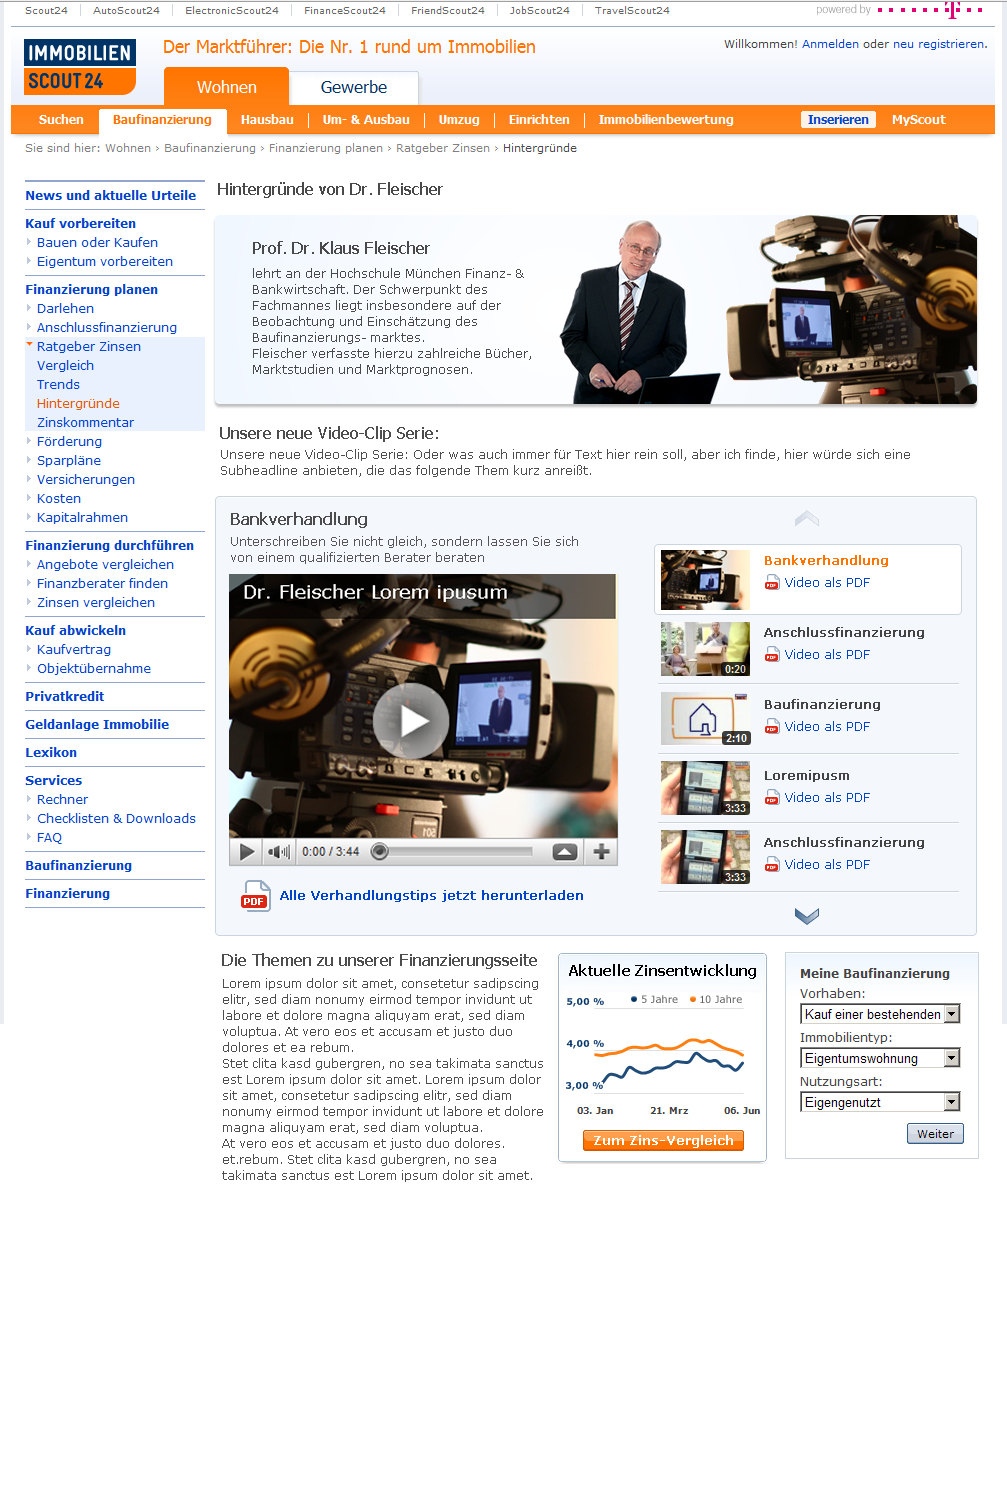 Scout24 AutoScout24 ElectronicScout24 FinanceScout24 FriendScout24 JobScout24 TravelScout24 powered by T
IMMOBILIEN
SCOUT 24
Der Marktführer: Die Nr. 1 rund um Immobilien
Willkommen! Anmelden oder neu registrieren.
Wohnen Gewerbe
Suchen Baufinanzierung Hausbau Um- & Ausbau Umzug Einrichten Immobilienbewertung Inserieren MyScout
Sie sind hier: Wohnen › Baufinanzierung › Finanzierung planen › Ratgeber Zinsen › Hintergründe
News und aktuelle Urteile
Kauf vorbereiten
Bauen oder Kaufen
Eigentum vorbereiten
Finanzierung planen
Darlehen
Anschlussfinanzierung
Ratgeber Zinsen
Vergleich
Trends
Hintergründe
Zinskommentar
Förderung
Sparpläne
Versicherungen
Kosten
Kapitalrahmen
Finanzierung durchführen
Angebote vergleichen
Finanzberater finden
Zinsen vergleichen
Kauf abwickeln
Kaufvertrag
Objektübernahme
Privatkredit
Geldanlage Immobilie
Lexikon
Services
Rechner
Checklisten & Downloads
FAQ
Baufinanzierung
Finanzierung
Hintergründe von Dr. Fleischer
Prof. Dr. Klaus Fleischer
lehrt an der Hochschule München Finanz- &
Bankwirtschaft. Der Schwerpunkt des
Fachmannes liegt insbesondere auf der
Beobachtung und Einschätzung des
Baufinanzierungs- marktes.
Fleischer verfasste hierzu zahlreiche Bücher,
Marktstudien und Marktprognosen.
Unsere neue Video-Clip Serie:
Unsere neue Video-Clip Serie: Oder was auch immer für Text hier rein soll, aber ich finde, hier würde sich eine
Subheadline anbieten, die das folgende Them kurz anreißt.
Bankverhandlung
Unterschreiben Sie nicht gleich, sondern lassen Sie sich
von einem qualifizierten Berater beraten
Dr. Fleischer Lorem ipusum
0:00 / 3:44
PDF Alle Verhandlungstips jetzt herunterladen
Bankverhandlung
PDF Video als PDF
Anschlussfinanzierung
0:20 PDF Video als PDF
Baufinanzierung
2:10 PDF Video als PDF
Loremipusm
3:33 PDF Video als PDF
Anschlussfinanzierung
3:33 PDF Video als PDF
Die Themen zu unserer Finanzierungsseite
Lorem ipsum dolor sit amet, consetetur sadipscing
elitr, sed diam nonumy eirmod tempor invidunt ut
labore et dolore magna aliquyam erat, sed diam
voluptua. At vero eos et accusam et justo duo
dolores et ea rebum.
Stet clita kasd gubergren, no sea takimata sanctus
est Lorem ipsum dolor sit amet. Lorem ipsum dolor
sit amet, consetetur sadipscing elitr, sed diam
nonumy eirmod tempor invidunt ut labore et dolore
magna aliquyam erat, sed diam voluptua.
At vero eos et accusam et justo duo dolores.
et.rebum. Stet clita kasd gubergren, no sea
takimata sanctus est Lorem ipsum dolor sit amet.
Aktuelle Zinsentwicklung
5,00 % 5 Jahre 10 Jahre
4,00 %
3,00 %
03. Jan 21. Mrz 06. Jun
Zum Zins-Vergleich
Meine Baufinanzierung
Vorhaben:
Kauf einer bestehenden
Immobilientyp:
Eigentumswohnung
Nutzungsart:
Eigengenutzt
Weiter